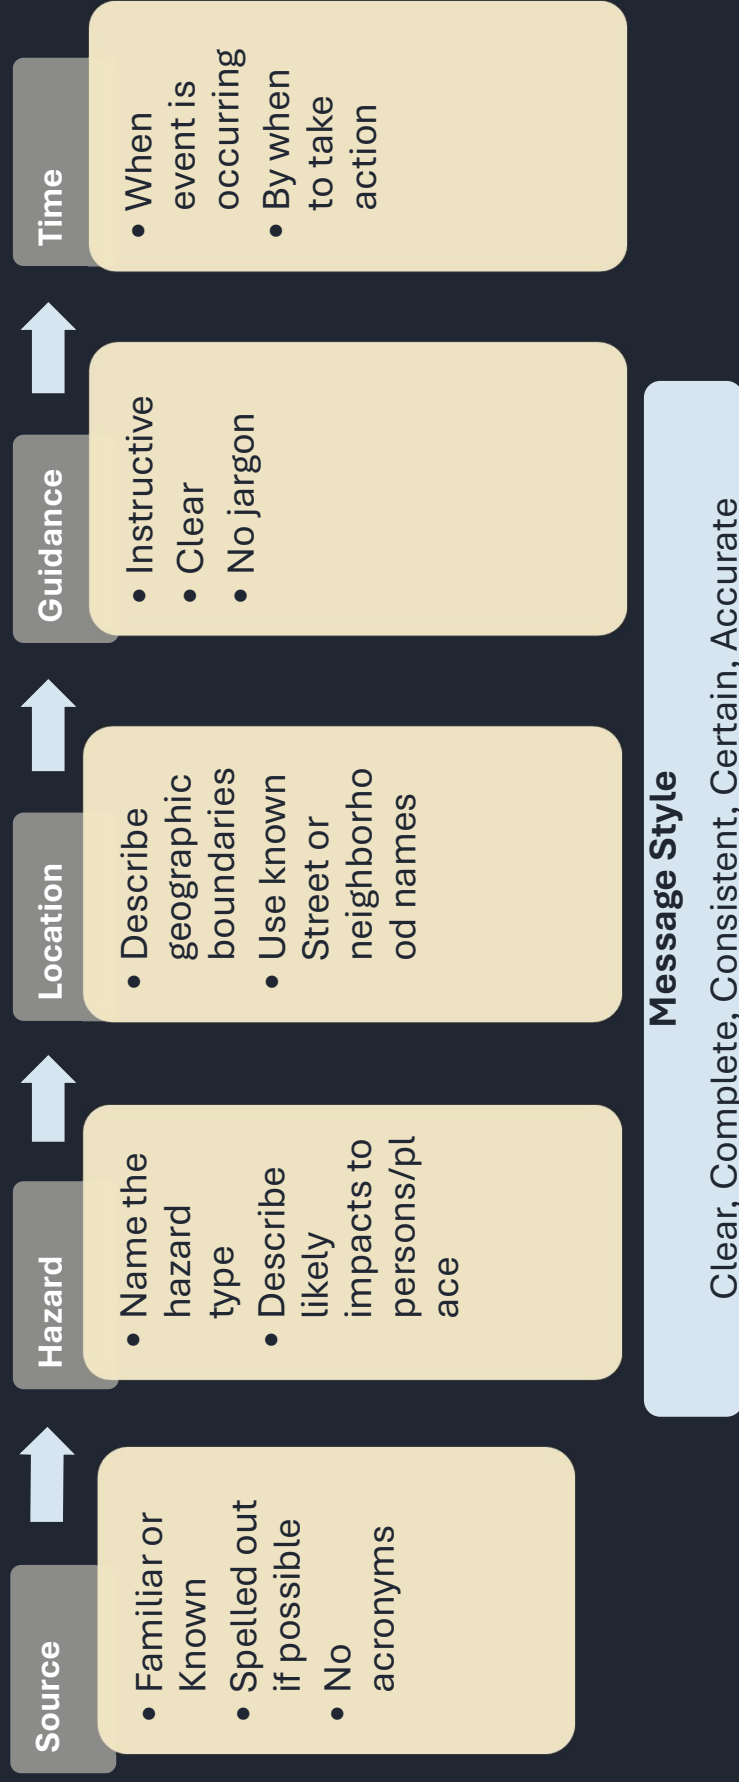 Source
• Familiar or
Known
• Spelled out
if possible
• No
acronyms
Hazard
• Name the
hazard
type
• Describe
likely
impacts to
persons/pl
ace
Location
• Describe
geographic
boundaries
• Use known
Street or
neighborho
od names
Guidance
• Instructive
• Clear
• No jargon
Time
• When
event is
occurring
• By when
to take
action
Message Style
Clear, Complete, Consistent, Certain, Accurate